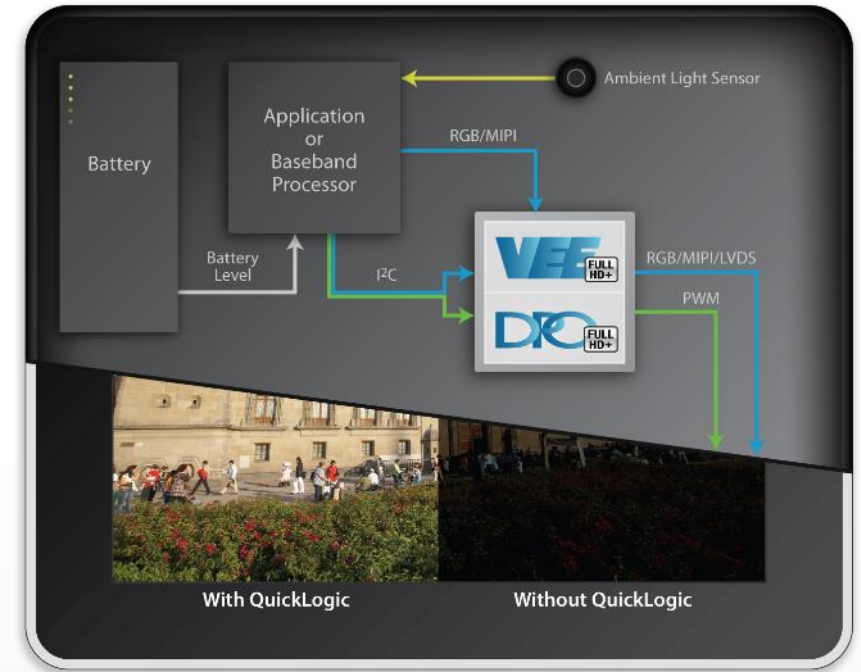 Battery
Application
or
Baseband
Processor
Ambient Light Sensor
RGB/MIPI
Battery
Level
I²C
VEE
FULL
HD+
RGB/MIPI/LVDS
DPO
FULL
HD+
PWM
With QuickLogic
Without QuickLogic